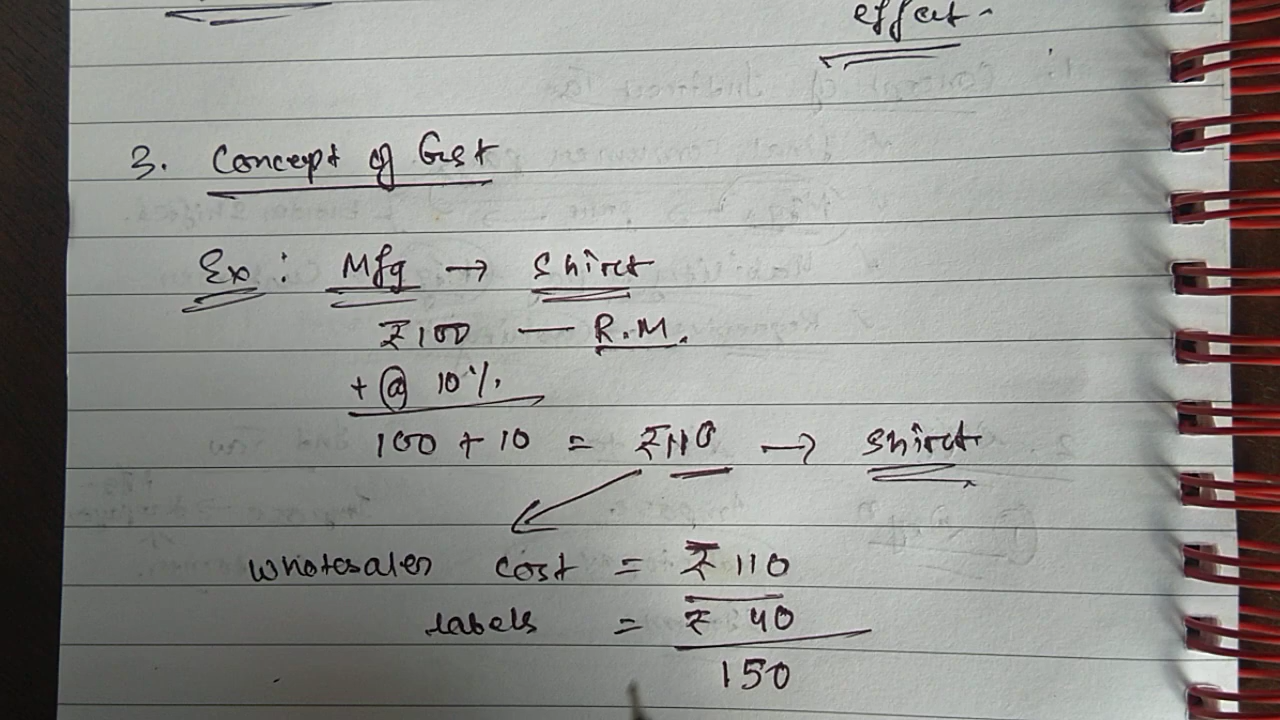 effect.
3. Concept of Gst
Ex : Mfg → Shirt
₹100 — R.M.
+ @ 10%
100 + 10 = ₹110 → Shirt
wholesaler cost = ₹ 110
labels = ₹ 40
150